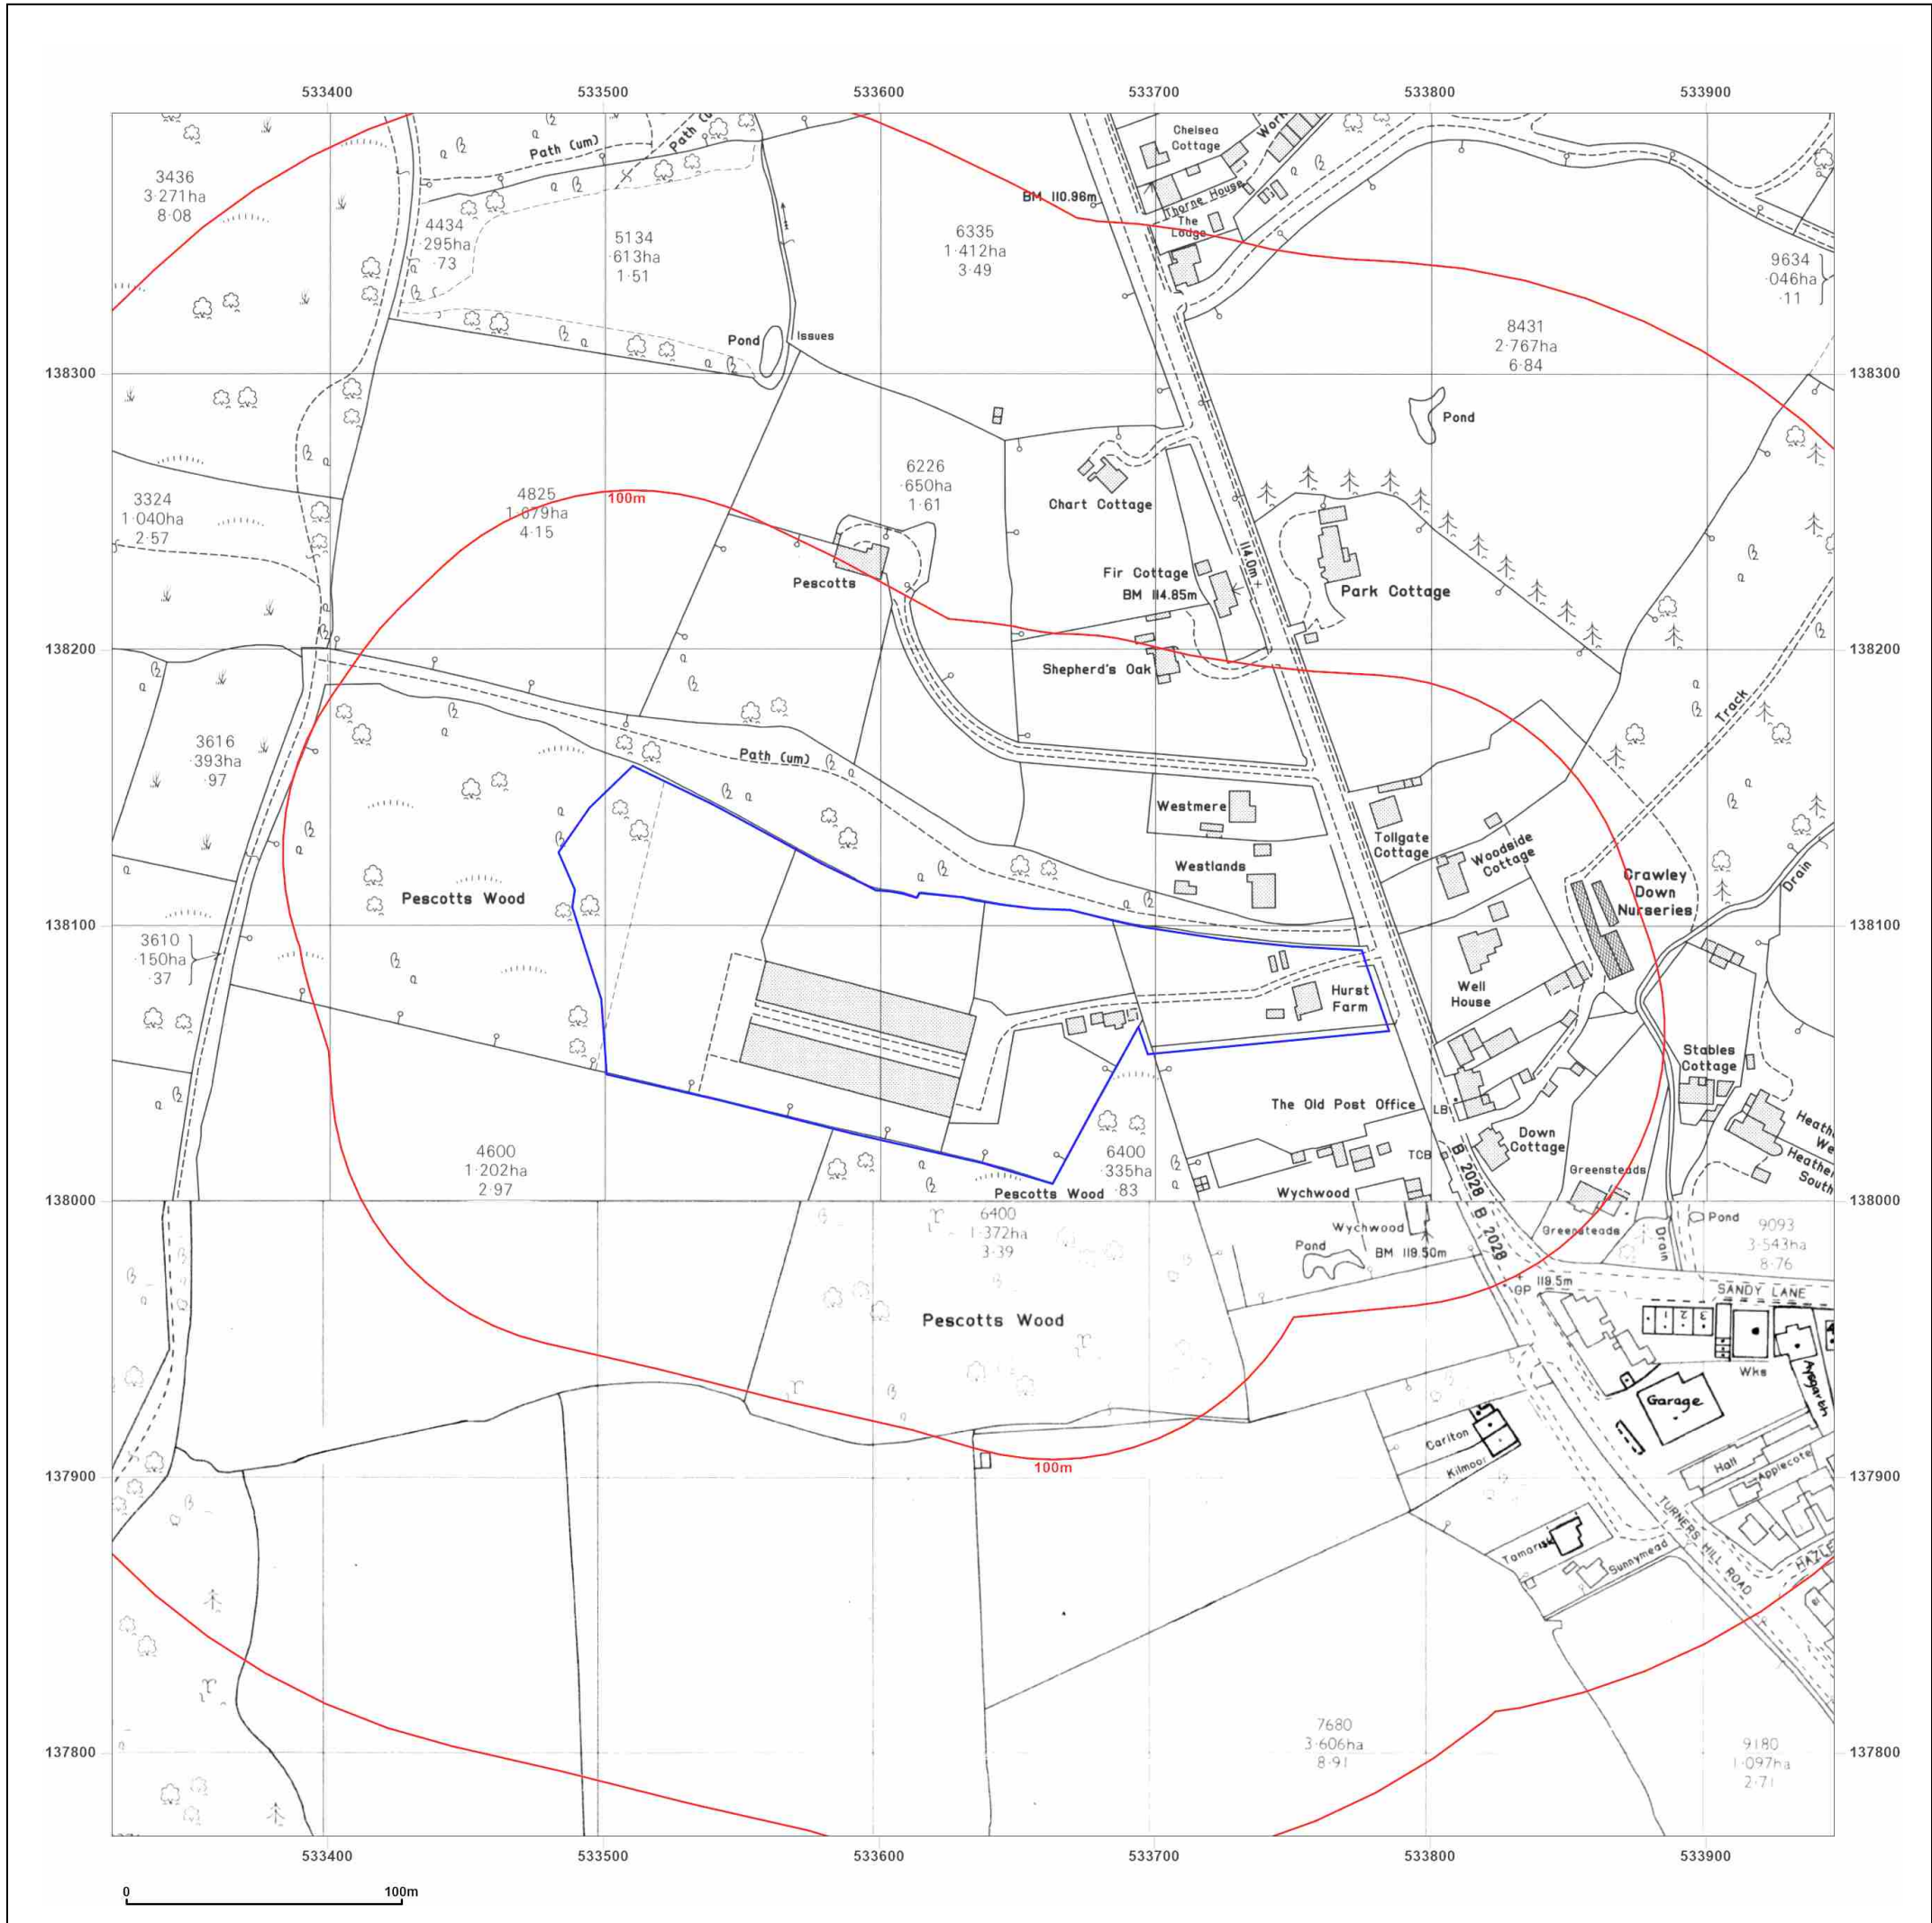 533400
533500
533600
533700
533800
533900
Chelsea
Cottage
Path (um)
3436
3·271ha
8·08
BM 110.96m
Thorne House
The
Lodge
4434
·295ha
·73
5134
·613ha
1·51
6335
1·412ha
3·49
9634
·046ha
·11
8431
2·767ha
6·84
Pond
Issues
138300
138300
Pond
3324
1·040ha
2·57
4825
1·679ha
4·15
100m
6226
·650ha
1·61
Chart Cottage
Pescotts
Fir Cottage
BM 114.85m
114.0m +
Park Cottage
138200
138200
Shepherd's Oak
3616
·393ha
·97
Path (um)
Track
Westmere
Tollgate
Cottage
Woodside
Cottage
Westlands
Crawley
Down
Nurseries
Drain
Pescotts Wood
138100
138100
3610
·150ha
·37
Hurst
Farm
Well
House
Stables
Cottage
The Old Post Office
LB
Down
Cottage
TCB
B 2028
Greensteads
4600
1·202ha
2·97
6400
·335ha
·83
Pescotts Wood
Wychwood
138000
138000
6400
1·372ha
3·39
Wychwood
BM 119.50m
B 2028
Pond
Greensteads
Drain
Pond
9093
3·543ha
8·76
GP
119.5m
SANDY LANE
1 2 3
Pescotts Wood
Wks
Aysgarth
Garage
Carlton
Kilmoor
Hall
Applecote
100m
137900
137900
TURNERS HILL ROAD
Tamarisk
Sunnymead
7680
3·606ha
8·91
9180
1·097ha
2·71
137800
137800
533400
533500
533600
533700
533800
533900
0
100m